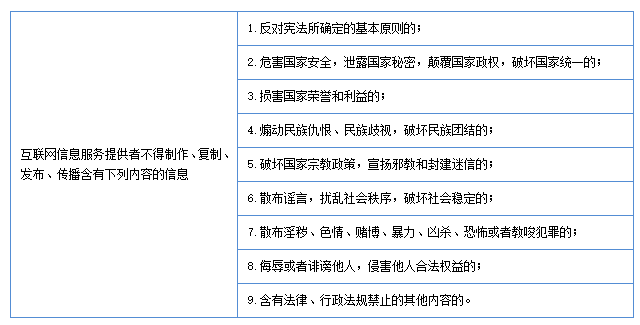 互联网信息服务提供者不得制作、复制、
发布、传播含有下列内容的信息
1.反对宪法所确定的基本原则的;
2.危害国家安全，泄露国家秘密，颠覆国家政权，破坏国家统一的;
3.损害国家荣誉和利益的;
4.煽动民族仇恨、民族歧视，破坏民族团结的;
5.破坏国家宗教政策，宣扬邪教和封建迷信的;
6.散布谣言，扰乱社会秩序，破坏社会稳定的;
7.散布淫秽、色情、赌博、暴力、凶杀、恐怖或者教唆犯罪的;
8.侮辱或者诽谤他人，侵害他人合法权益的;
9.含有法律、行政法规禁止的其他内容的。